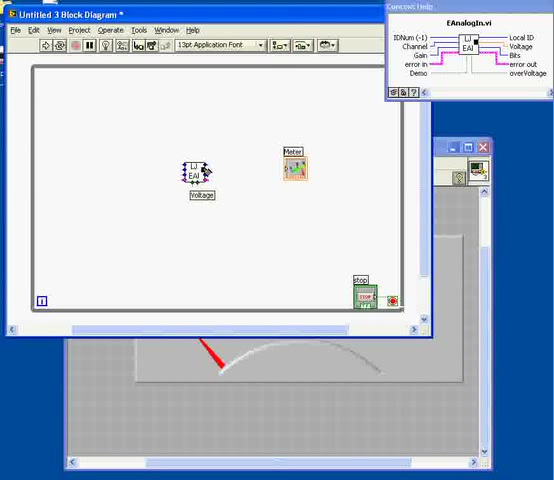 Untitled 3 Block Diagram *
File Edit View Project Operate Tools Window Help
13pt Application Font
Meter
LJ
EAI
Voltage
stop
STOP
i
Context Help
EAnalogIn.vi
IDNum (-1)
Channel
Gain
error in
Demo
LJ
EAI
Local ID
Voltage
Bits
error out
overVoltage
?